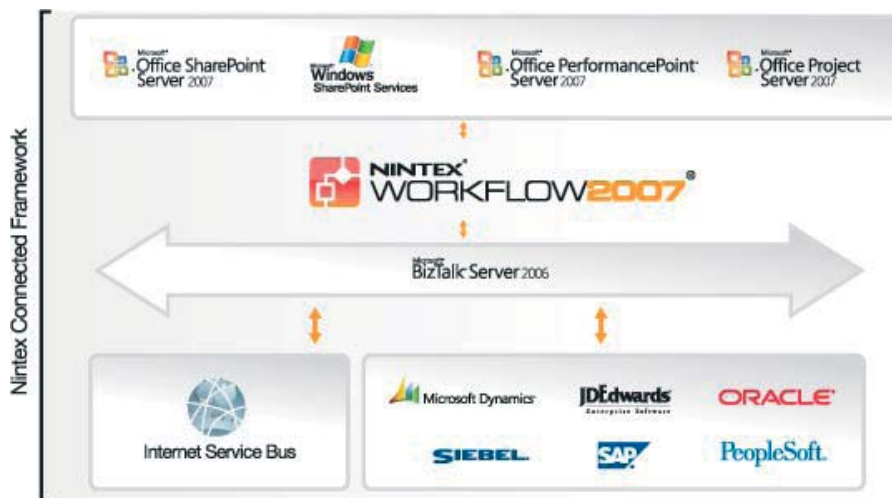 Nintex Connected Framework
Microsoft®
Office SharePoint
Server 2007
Microsoft®
Windows
SharePoint Services
Microsoft®
Office PerformancePoint®
Server 2007
Microsoft®
Office Project
Server 2007
NINTEX®
WORKFLOW2007®
Microsoft®
BizTalk Server 2006
Internet Service Bus
Microsoft Dynamics®
JDEdwards®
Enterprise Software
ORACLE®
SIEBEL®
SAP®
PeopleSoft®